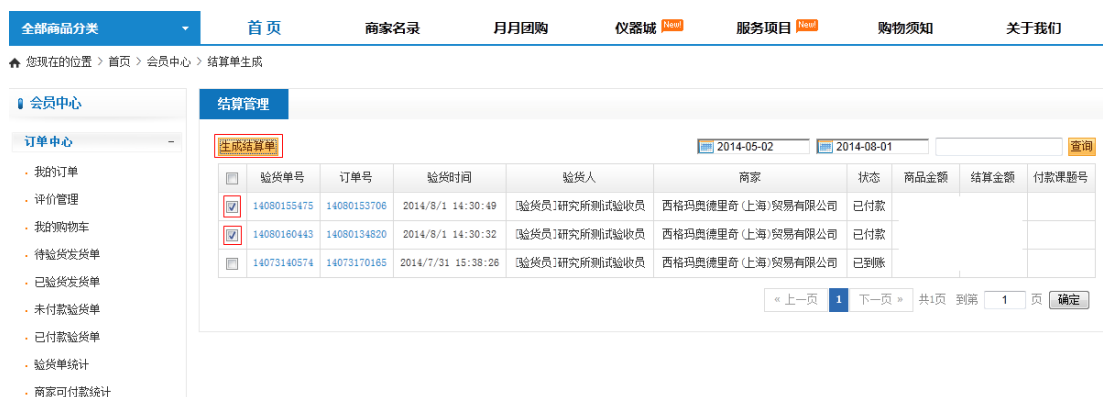 全部商品分类 首 页 商家名录 月月团购 仪器城 New! 服务项目 New! 购物须知 关于我们
您现在的位置 > 首页 > 会员中心 > 结算单生成
会员中心
订单中心 -
我的订单
评价管理
我的购物车
待验货发货单
已验货发货单
未付款验货单
已付款验货单
验货单统计
商家可付款统计
结算管理
生成结算单 2014-05-02 2014-08-01 查询
验货单号 订单号 验货时间 验货人 商家 状态 商品金额 结算金额 付款课题号
14080155475 14080153706 2014/8/1 14:30:49 [验货员]研究所测试验收员 西格玛奥德里奇(上海)贸易有限公司 已付款
14080160443 14080134820 2014/8/1 14:30:32 [验货员]研究所测试验收员 西格玛奥德里奇(上海)贸易有限公司 已付款
14073140574 14073170165 2014/7/31 15:38:26 [验货员]研究所测试验收员 西格玛奥德里奇(上海)贸易有限公司 已到账
« 上一页 1 下一页 » 共1页 到第 1 页 确定